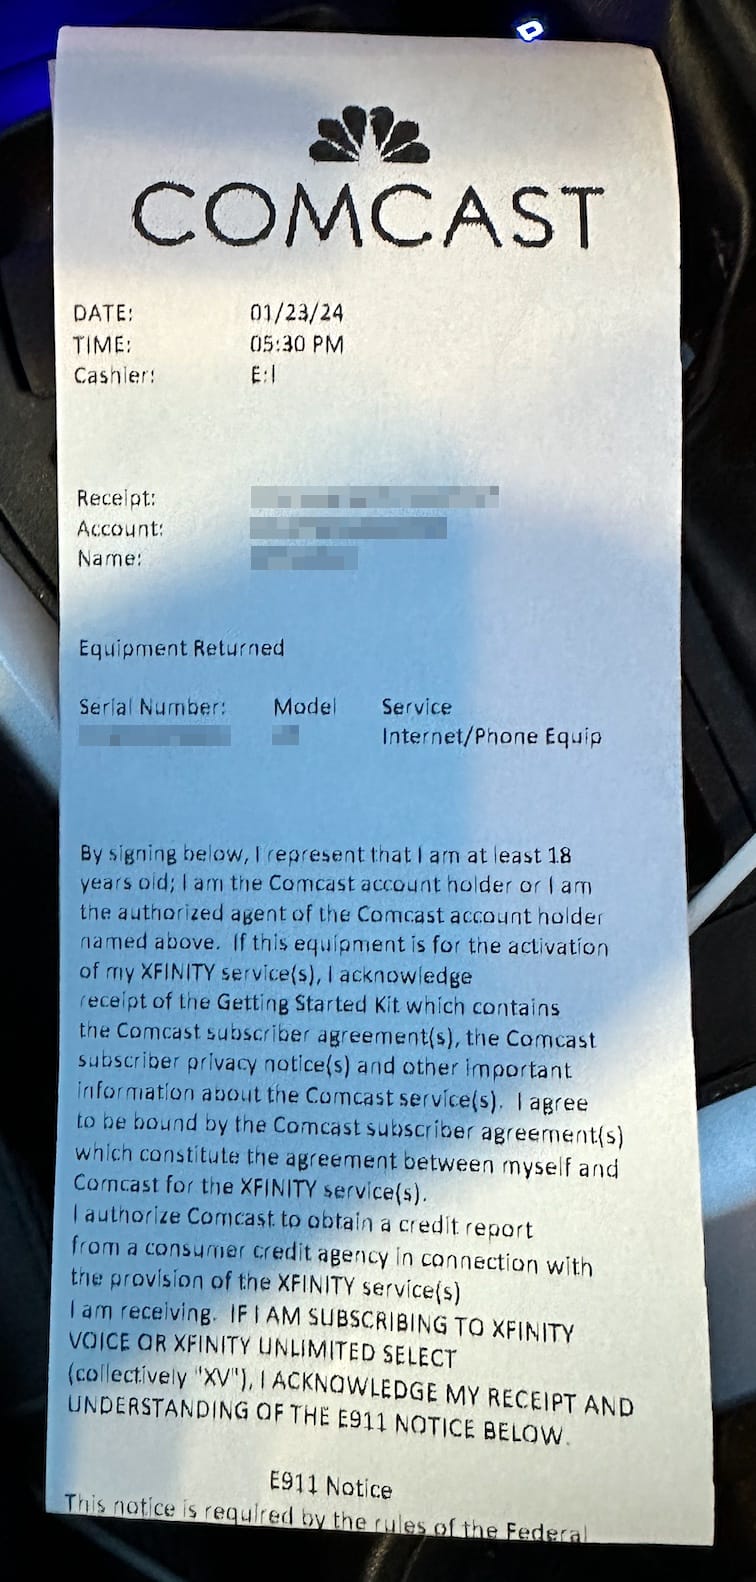 COMCAST
DATE: 01/23/24
TIME: 05:30 PM
Cashier: E:I
Receipt:
Account:
Name:
Equipment Returned
Serial Number: Model Service
Internet/Phone Equip
By signing below, I represent that I am at least 18
years old; I am the Comcast account holder or I am
the authorized agent of the Comcast account holder
named above. If this equipment is for the activation
of my XFINITY service(s), I acknowledge
receipt of the Getting Started Kit which contains
the Comcast subscriber agreement(s), the Comcast
subscriber privacy notice(s) and other important
information about the Comcast service(s). I agree
to be bound by the Comcast subscriber agreement(s)
which constitute the agreement between myself and
Comcast for the XFINITY service(s).
I authorize Comcast to obtain a credit report
from a consumer credit agency in connection with
the provision of the XFINITY service(s)
I am receiving. IF I AM SUBSCRIBING TO XFINITY
VOICE OR XFINITY UNLIMITED SELECT
(collectively "XV"), I ACKNOWLEDGE MY RECEIPT AND
UNDERSTANDING OF THE E911 NOTICE BELOW.
E911 Notice
This notice is required by the rules of the Federal